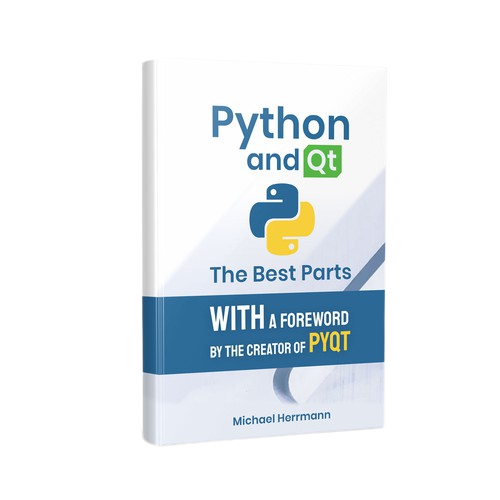 Python
and Qt
The Best Parts
WITH A FOREWORD
BY THE CREATOR OF PYQT
Michael Herrmann